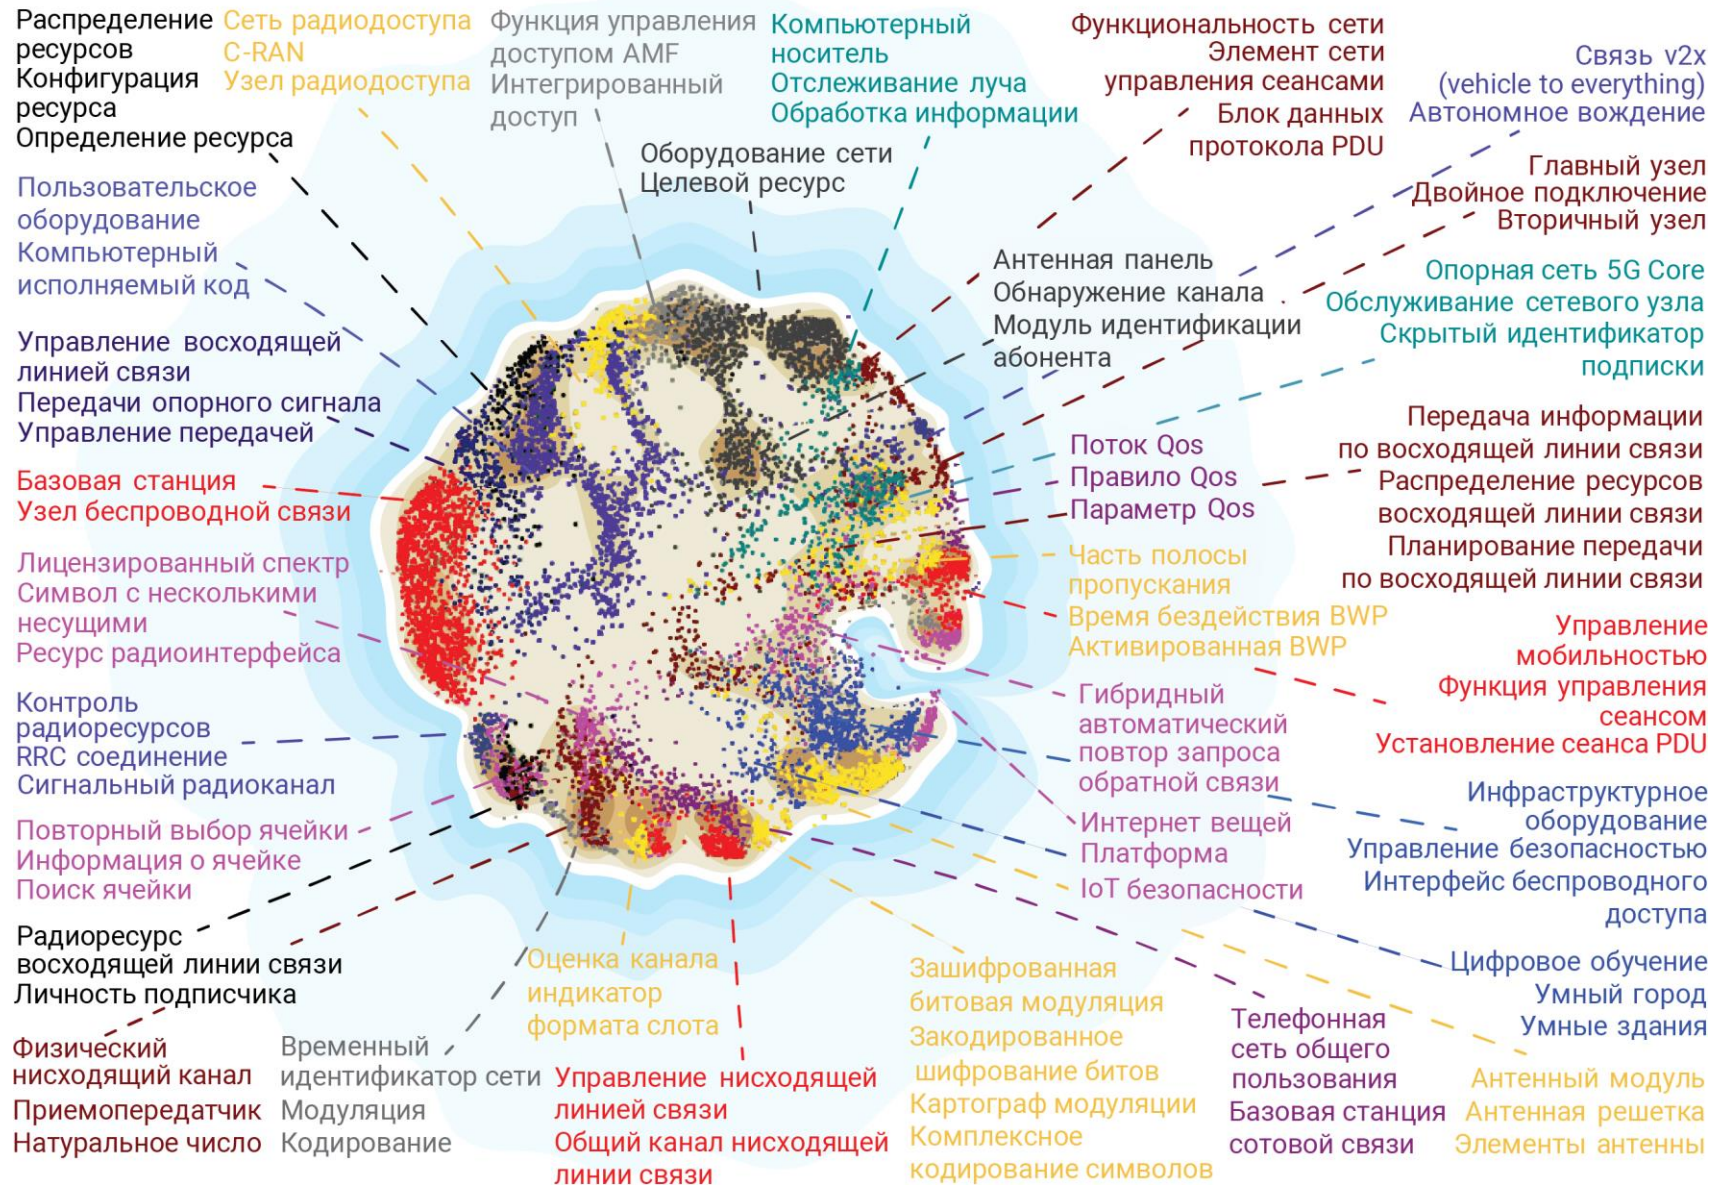 Распределение
ресурсов
Конфигурация
ресурса
Определение ресурса
Сеть радиодоступа
C-RAN
Узел радиодоступа
Функция управления
доступом AMF
Интегрированный
доступ
Компьютерный
носитель
Отслеживание луча
Обработка информации
Оборудование сети
Целевой ресурс
Функциональность сети
Элемент сети
управления сеансами
Блок данных
протокола PDU
Связь v2x
(vehicle to everything)
Автономное вождение
Главный узел
Двойное подключение
Вторичный узел
Пользовательское
оборудование
Компьютерный
исполняемый код
Антенная панель
Обнаружение канала
Модуль идентификации
абонента
Опорная сеть 5G Core
Обслуживание сетевого узла
Скрытый идентификатор
подписки
Управление восходящей
линией связи
Передачи опорного сигнала
Управление передачей
Поток Qos
Правило Qos
Параметр Qos
Передача информации
по восходящей линии связи
Распределение ресурсов
восходящей линии связи
Планирование передачи
по восходящей линии связи
Базовая станция
Узел беспроводной связи
Лицензированный спектр
Символ с несколькими
несущими
Ресурс радиоинтерфейса
Часть полосы
пропускания
Время бездействия BWP
Активированная BWP
Управление
мобильностью
Функция управления
сеансом
Установление сеанса PDU
Контроль
радиоресурсов
RRC соединение
Сигнальный радиоканал
Гибридный
автоматический
повтор запроса
обратной связи
Повторный выбор ячейки
Информация о ячейке
Поиск ячейки
Интернет вещей
Платформа
IoT безопасности
Инфраструктурное
оборудование
Управление безопасностью
Интерфейс беспроводного
доступа
Радиоресурс
восходящей линии связи
Личность подписчика
Оценка канала
индикатор
формата слота
Зашифрованная
битовая модуляция
Закодированное
шифрование битов
Картограф модуляции
Комплексное
кодирование символов
Цифровое обучение
Умный город
Умные здания
Физический
нисходящий канал
Приемопередатчик
Натуральное число
Временный
идентификатор сети
Модуляция
Кодирование
Управление нисходящей
линией связи
Общий канал нисходящей
линии связи
Телефонная
сеть общего
пользования
Базовая станция
сотовой связи
Антенный модуль
Антенная решетка
Элементы антенны